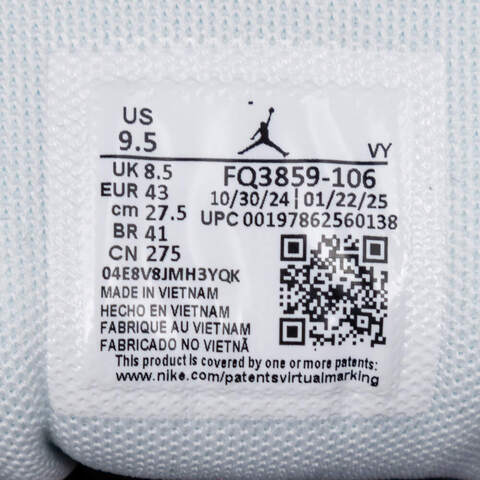 US
9.5
VY
UK 8.5
EUR 43
cm 27.5
BR 41
CN 275
FQ3859-106
10/30/24 | 01/22/25
UPC 00197862560138
04E8V8JMH3YQK
MADE IN VIETNAM
HECHO EN VIETNAM
FABRIQUE AU VIETNAM
FABRICADO NO VIETNÃ
This product is covered by one or more patents:
www.nike.com/patentsvirtualmarking